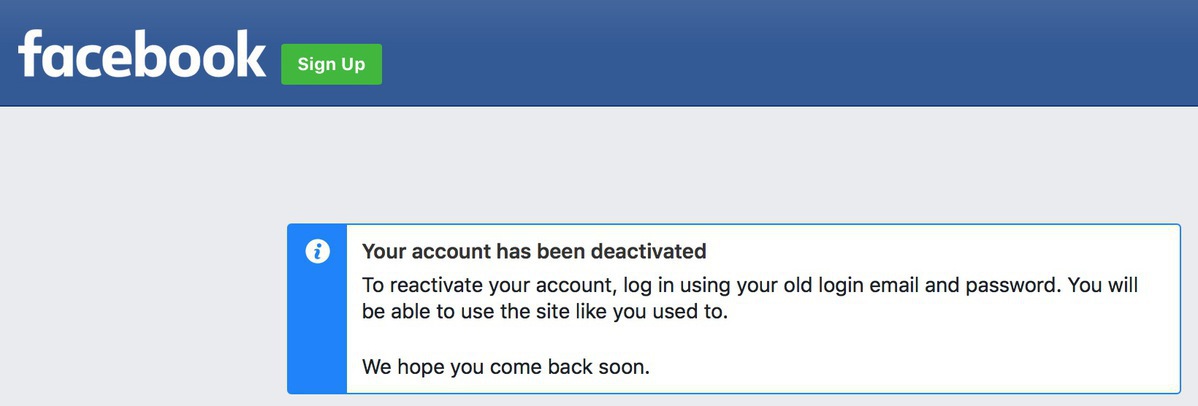 facebook
Sign Up
Your account has been deactivated
To reactivate your account, log in using your old login email and password. You will
be able to use the site like you used to.
We hope you come back soon.